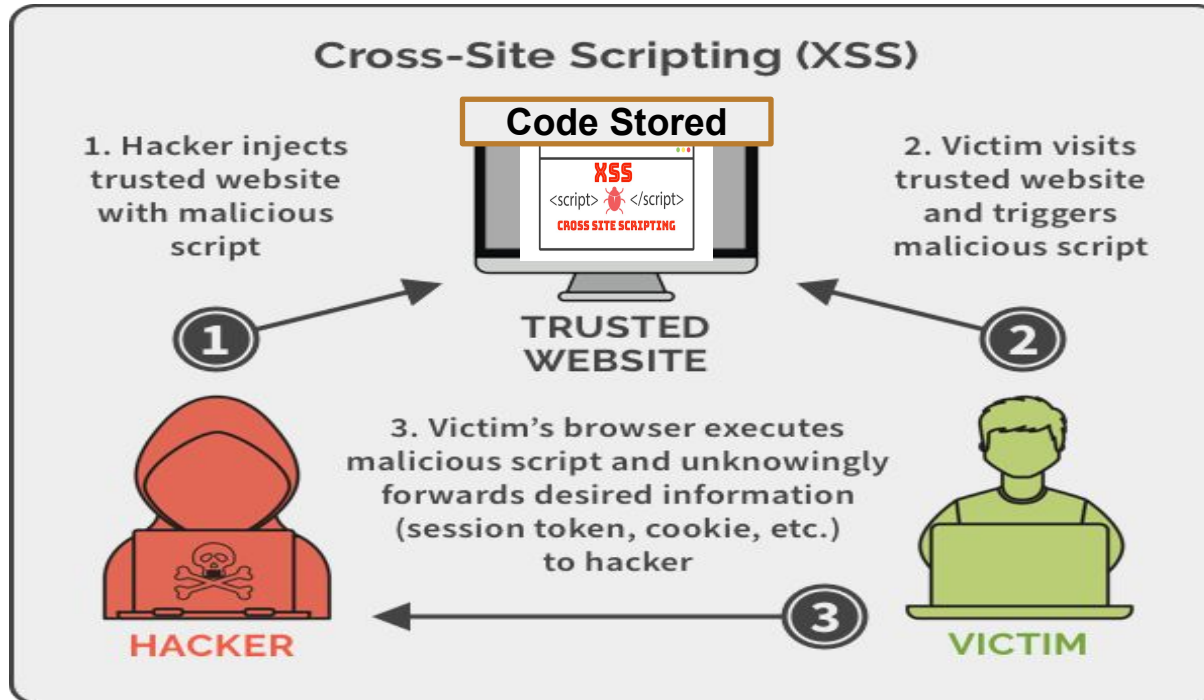 Cross-Site Scripting (XSS)
Code Stored
1. Hacker injects
trusted website
with malicious
script
XSS
<script> </script>
CROSS SITE SCRIPTING
2. Victim visits
trusted website
and triggers
malicious script
1
TRUSTED
WEBSITE
2
3. Victim's browser executes
malicious script and unknowingly
forwards desired information
(session token, cookie, etc.)
to hacker
3
HACKER
VICTIM